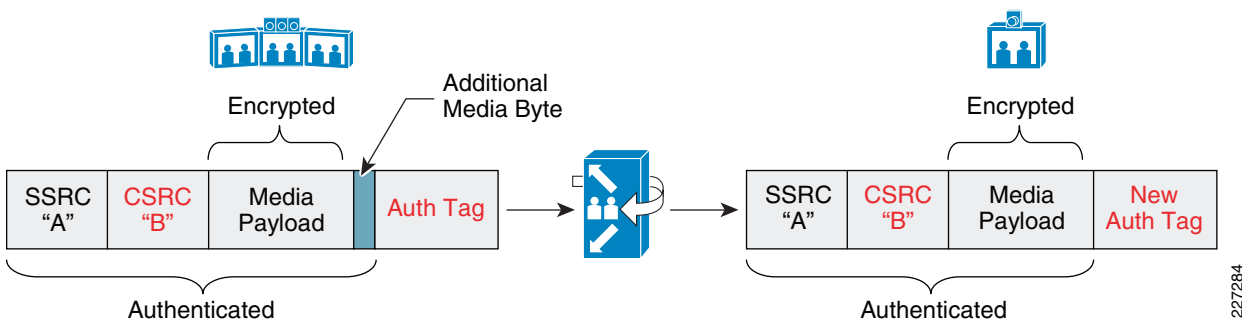 Encrypted
Additional
Media Byte
SSRC
"A"
CSRC
"B"
Media
Payload
Auth Tag
Authenticated
Encrypted
SSRC
"A"
CSRC
"B"
Media
Payload
New
Auth Tag
Authenticated
227284